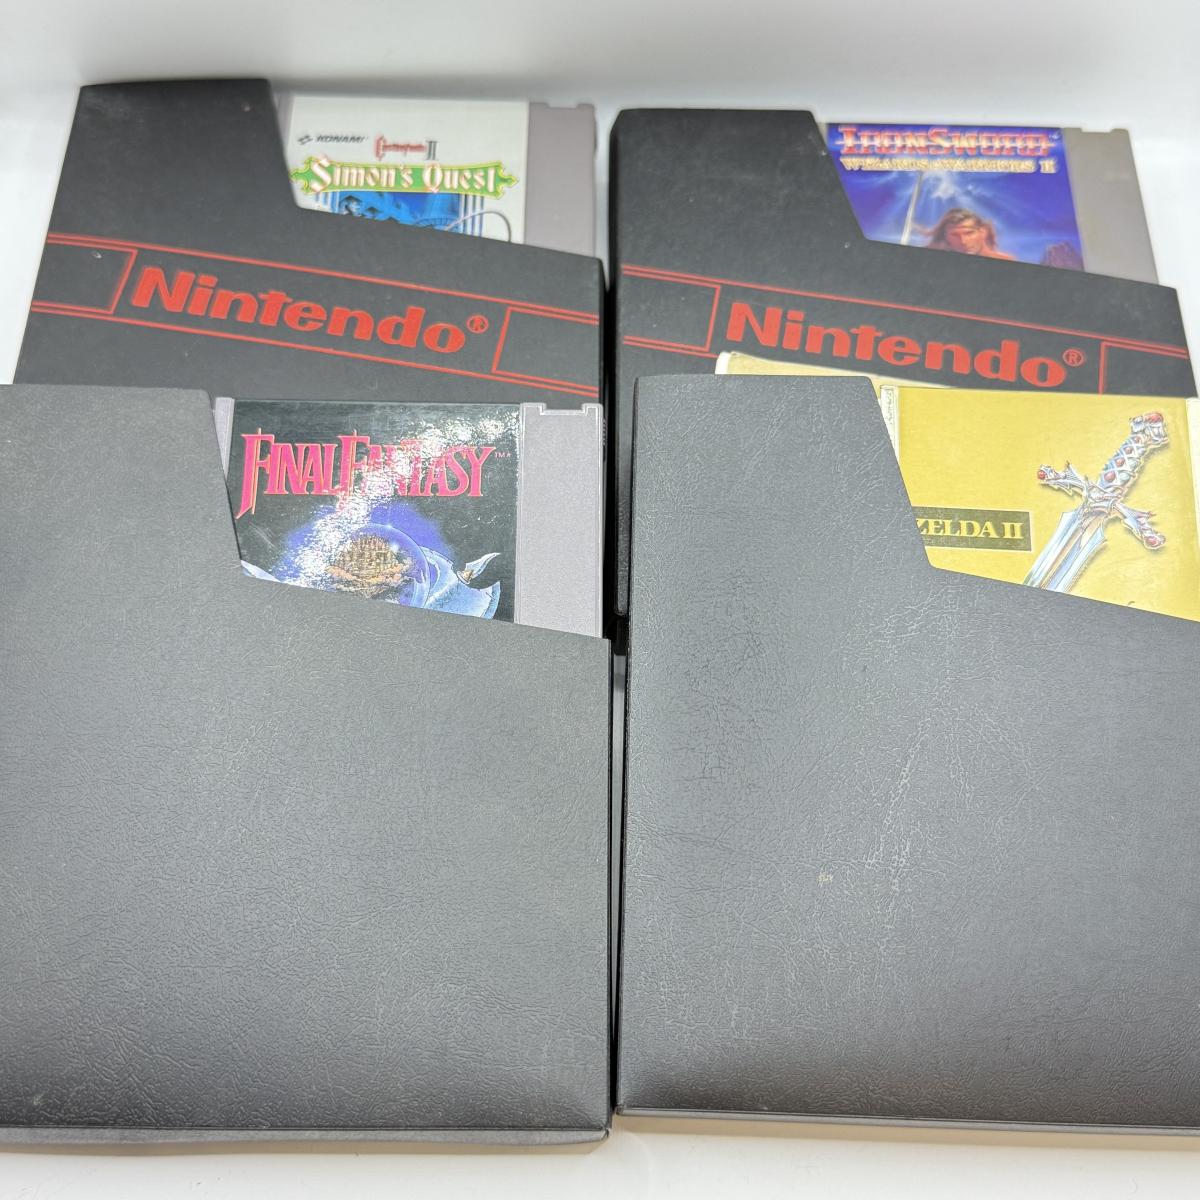 KONAMI
Castlevania II
Simon's Quest
Nintendo®
IRONSWORD
WIZARDS & WARRIORS II
Nintendo®
FINAL FANTASY™
ZELDA II